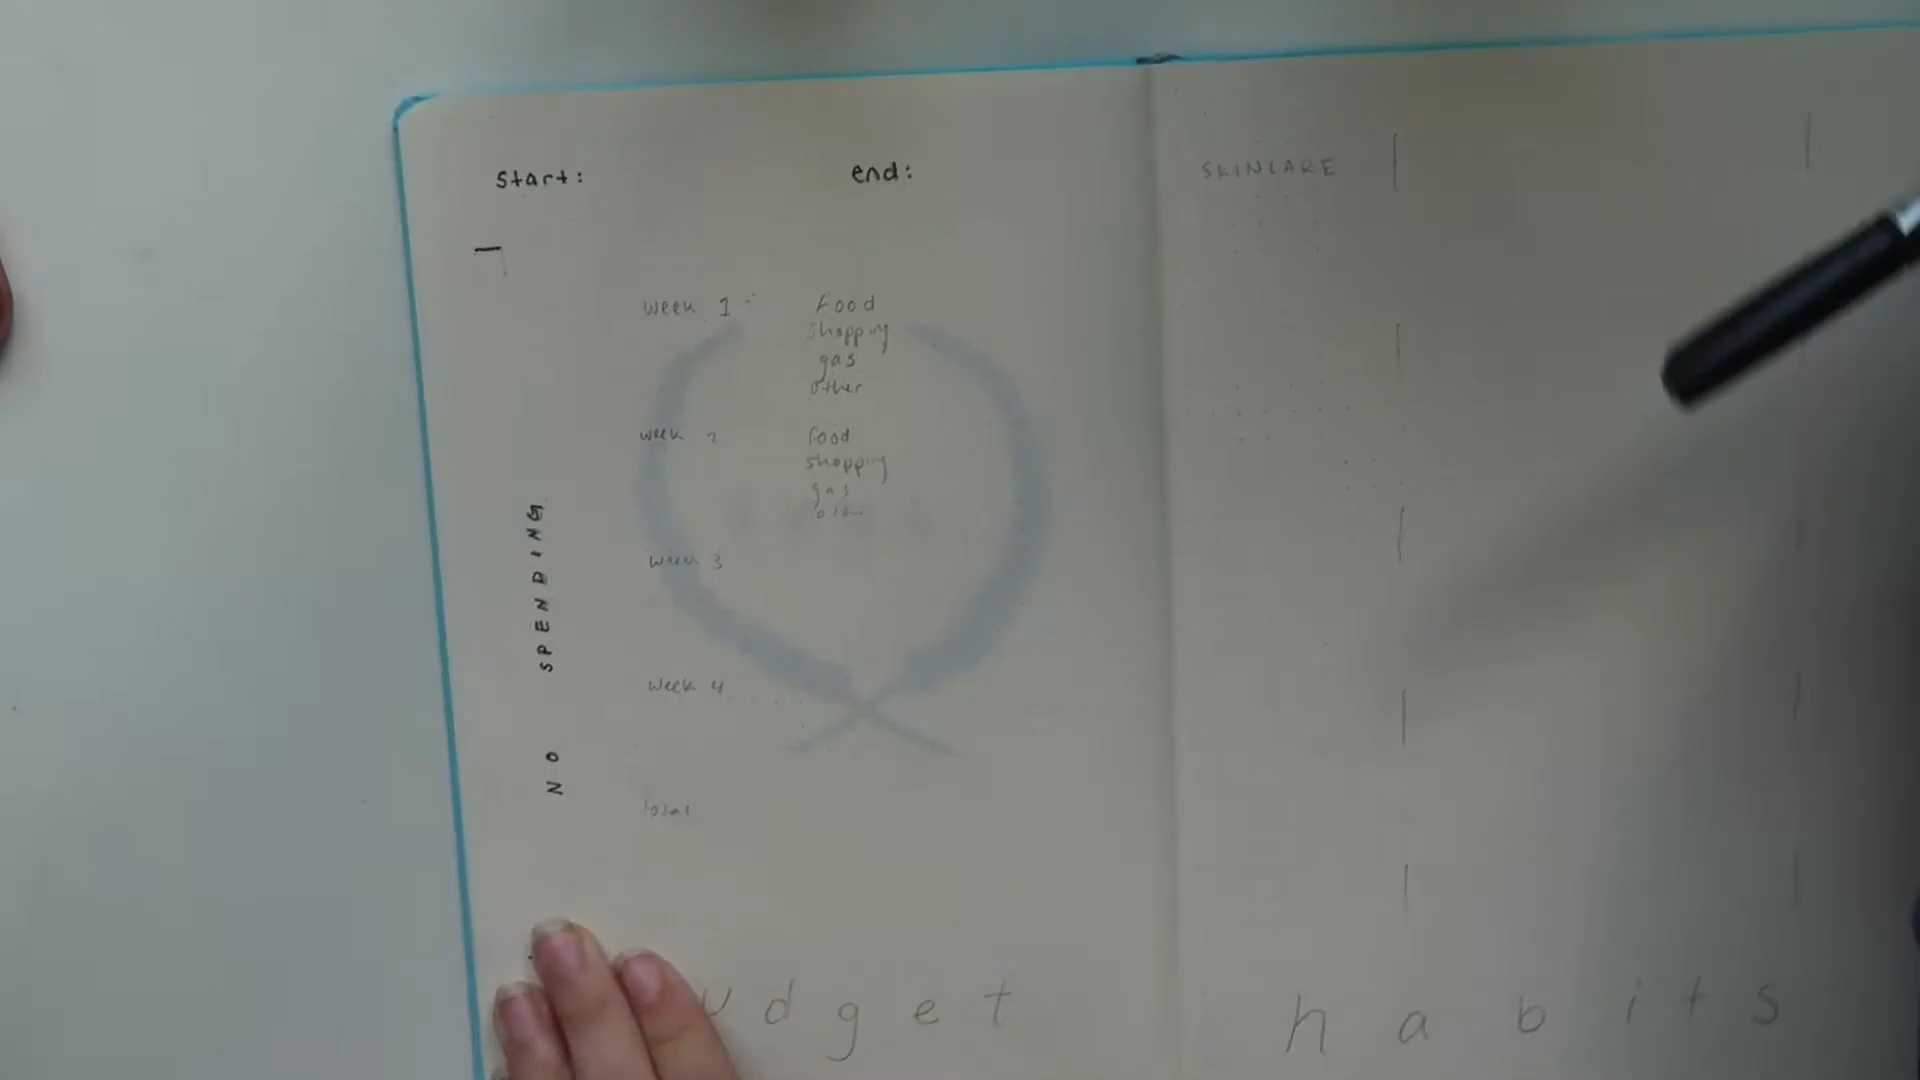 start:
end:
week 1
Food
shopping
gas
other
week 2
food
shopping
gas
other
week 3
week 4
total
NO SPENDING
udget
SKINCARE
habits